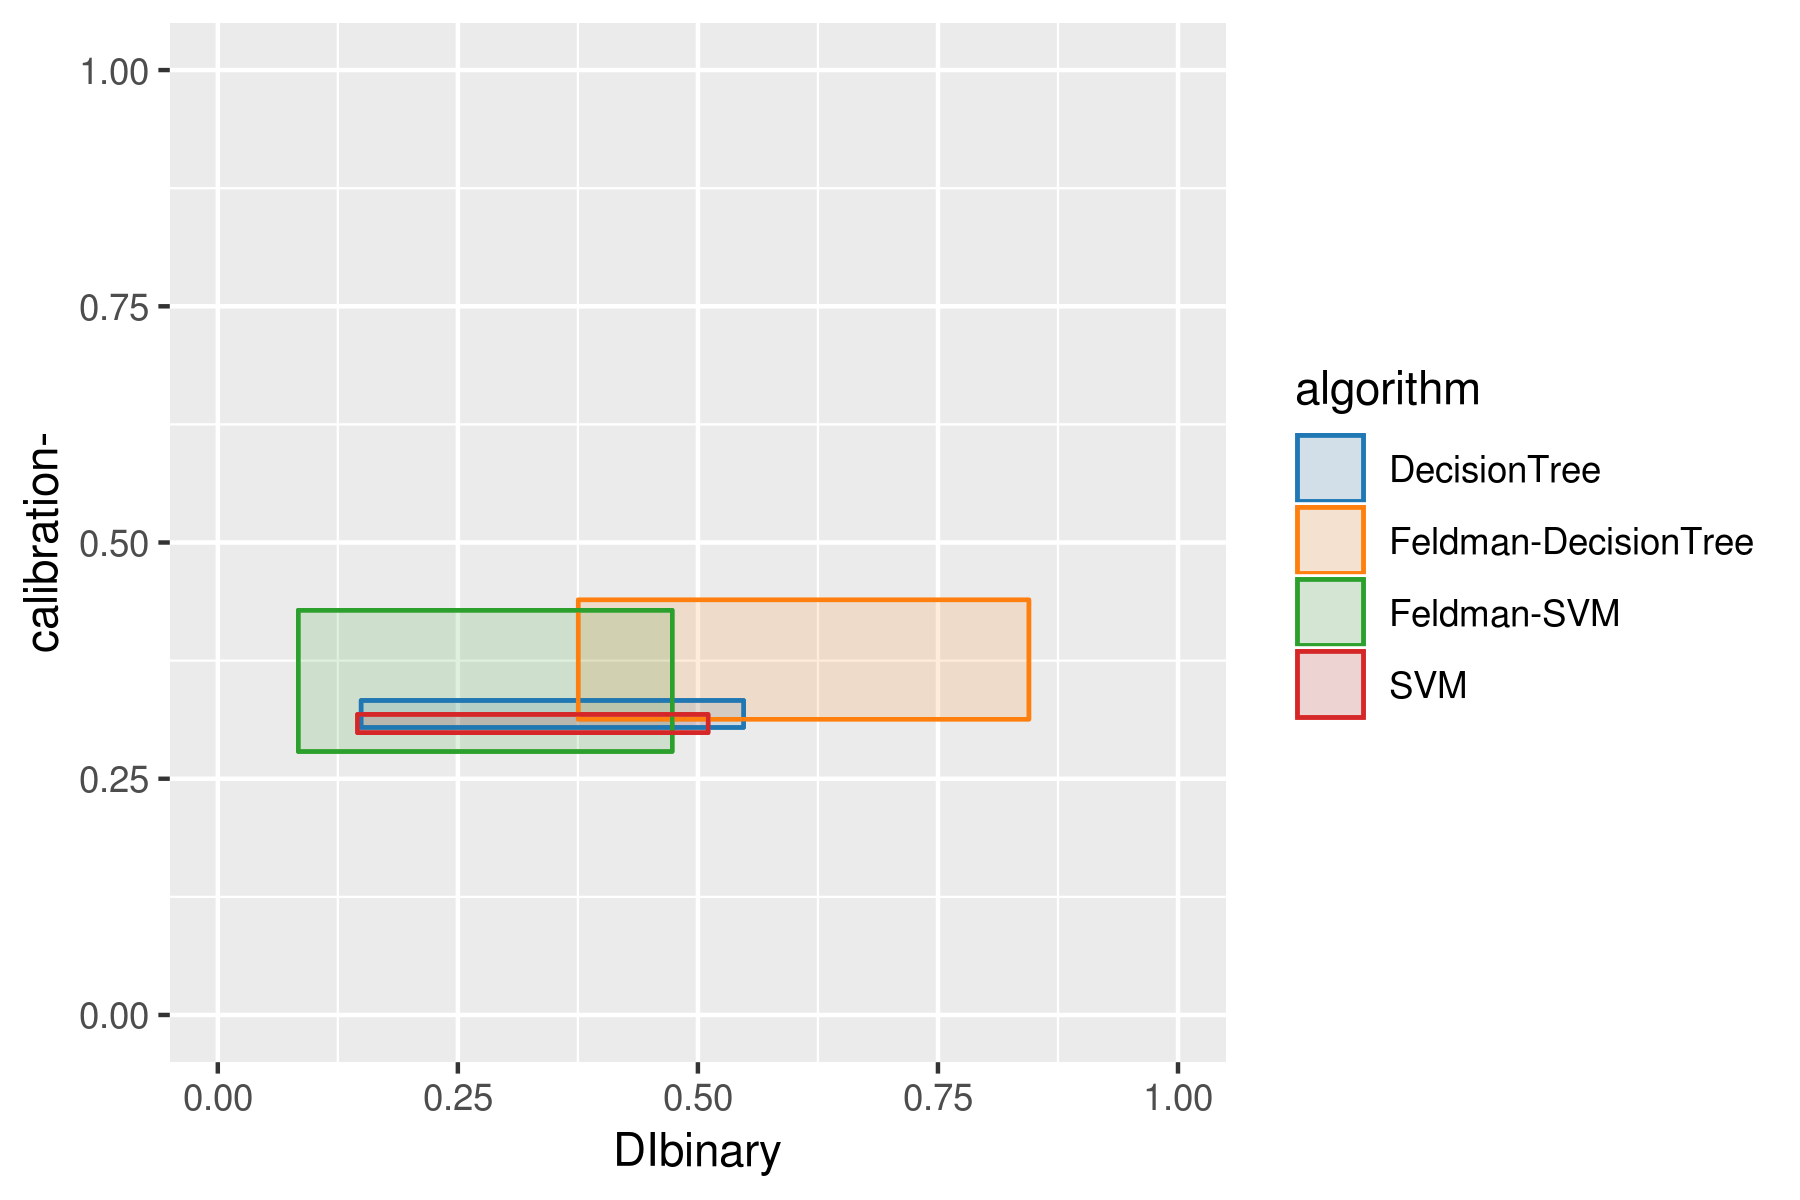 1.00
0.75
0.50
0.25
0.00
calibration-
0.00 0.25 0.50 0.75 1.00
DIbinary
algorithm
DecisionTree
Feldman-DecisionTree
Feldman-SVM
SVM